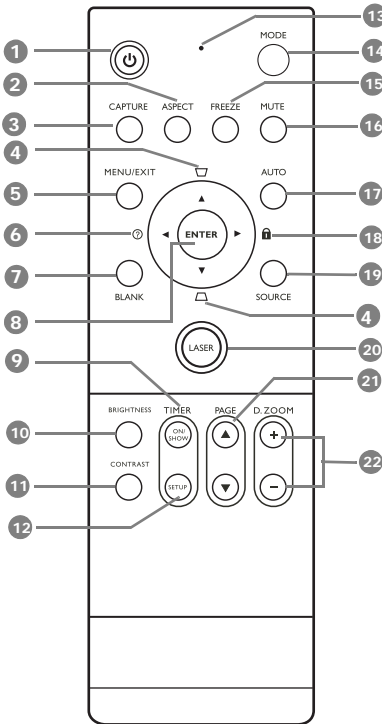 13
MODE
1
14
2
15
CAPTURE ASPECT FREEZE MUTE
3
16
4
MENU/EXIT AUTO
5
17
6
?
ENTER
18
7
19
BLANK SOURCE
8
4
LASER
20
9
21
BRIGHTNESS TIMER PAGE D. ZOOM
10
ON/
SHOW
+
CONTRAST
22
11
SETUP
−
12